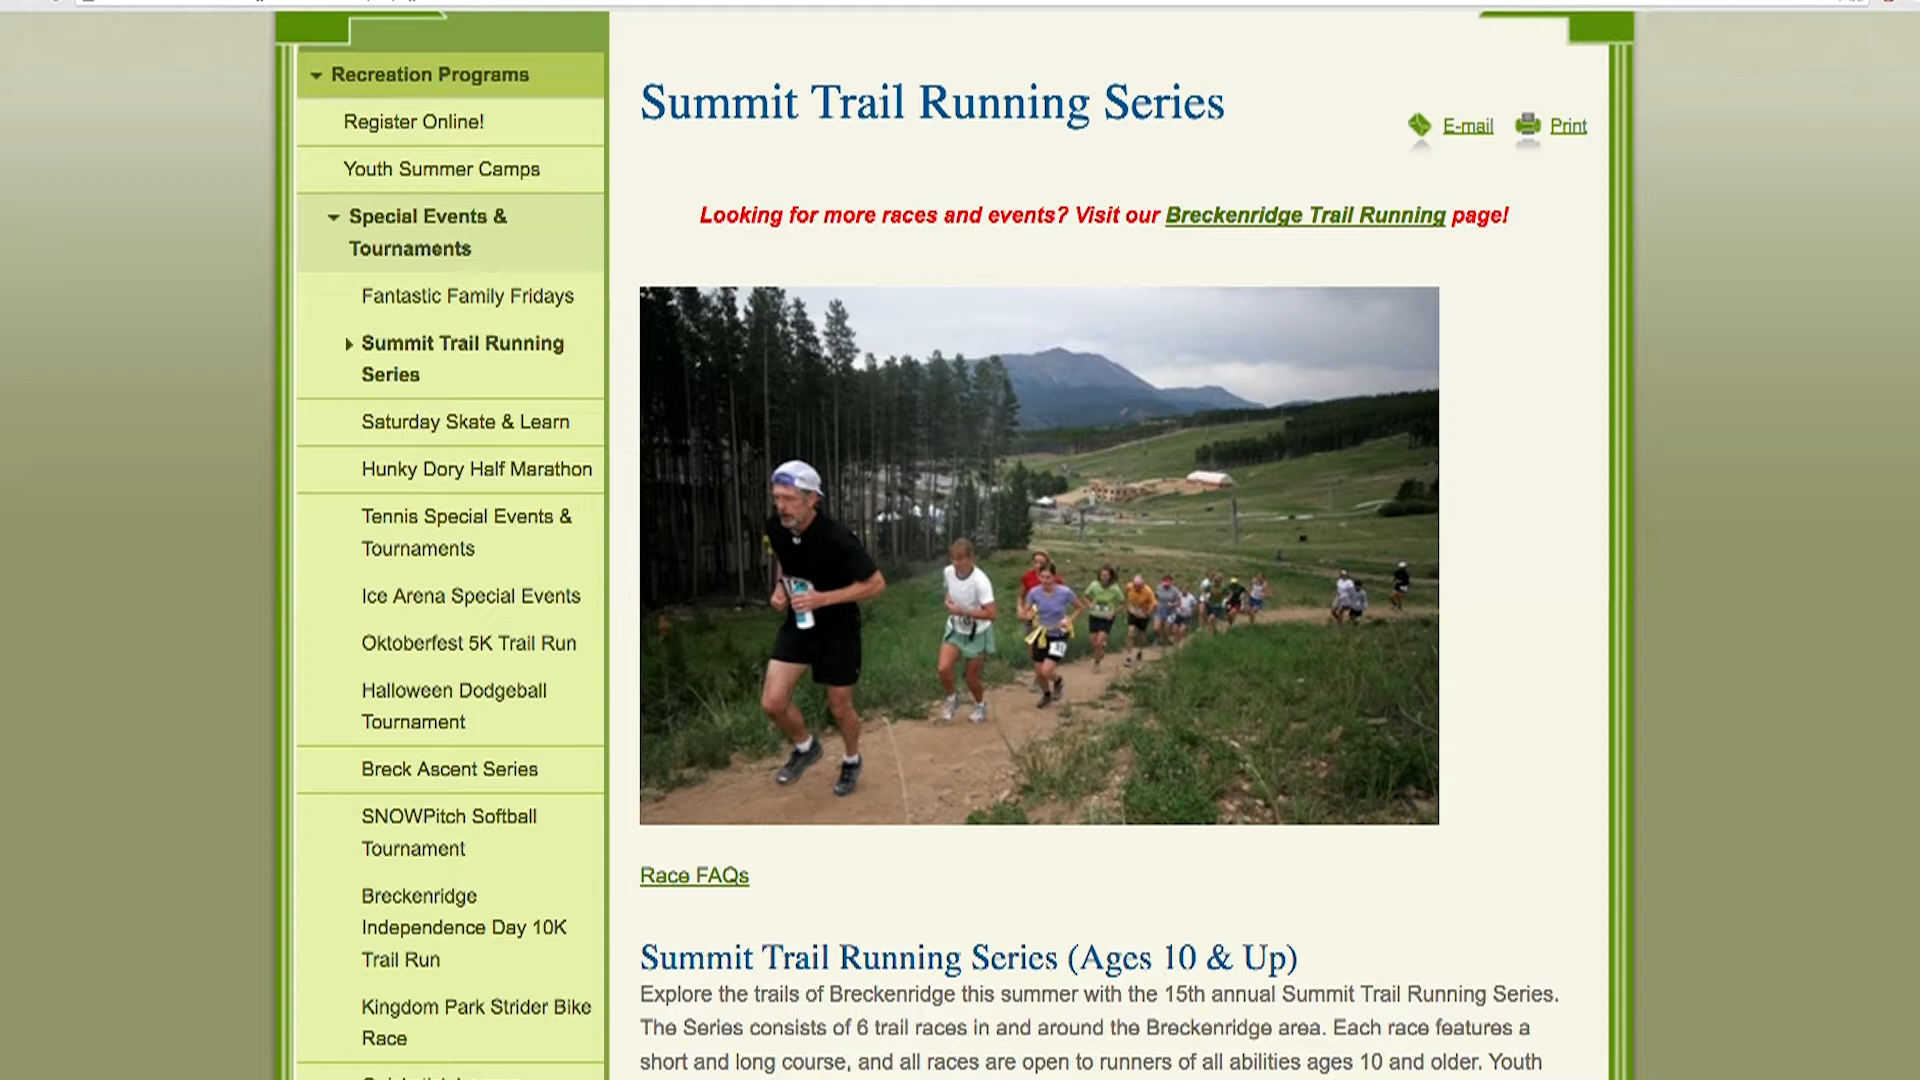 Recreation Programs
Register Online!
Youth Summer Camps
Special Events &
Tournaments
Fantastic Family Fridays
Summit Trail Running
Series
Saturday Skate & Learn
Hunky Dory Half Marathon
Tennis Special Events &
Tournaments
Ice Arena Special Events
Oktoberfest 5K Trail Run
Halloween Dodgeball
Tournament
Breck Ascent Series
SNOWPitch Softball
Tournament
Breckenridge
Independence Day 10K
Trail Run
Kingdom Park Strider Bike
Race
Summit Trail Running Series
E-mail Print
Looking for more races and events? Visit our Breckenridge Trail Running page!
Race FAQs
Summit Trail Running Series (Ages 10 & Up)
Explore the trails of Breckenridge this summer with the 15th annual Summit Trail Running Series.
The Series consists of 6 trail races in and around the Breckenridge area. Each race features a
short and long course, and all races are open to runners of all abilities ages 10 and older. Youth